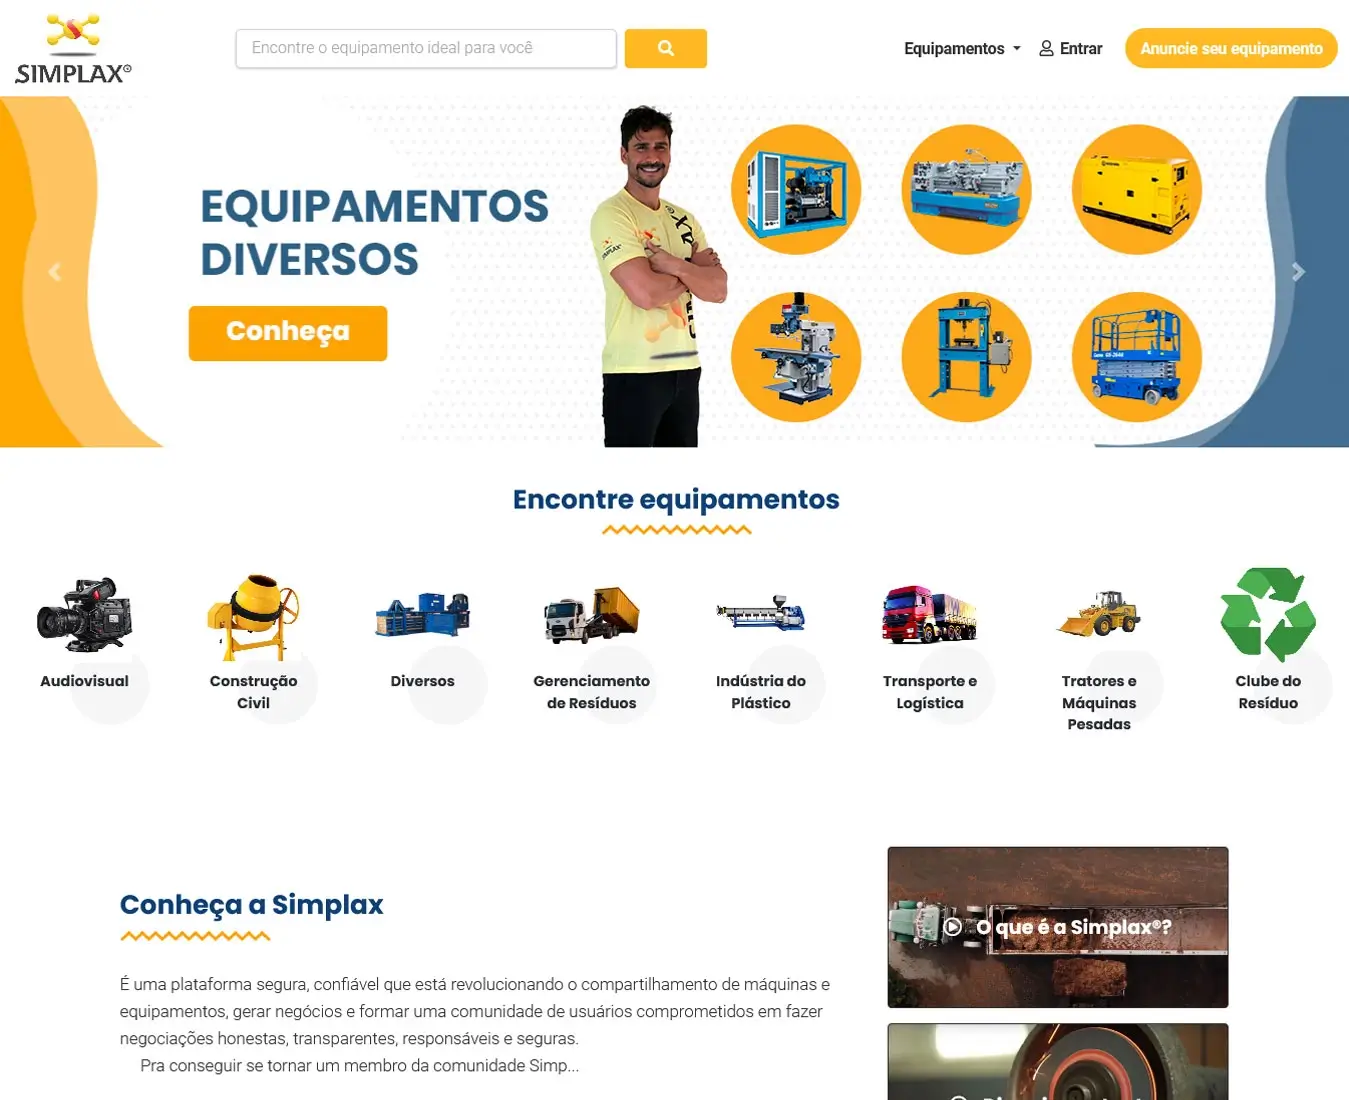 SIMPLAX®
Encontre o equipamento ideal para você
Equipamentos
Entrar
Anuncie seu equipamento
EQUIPAMENTOS
DIVERSOS
Conheça
Encontre equipamentos
Audiovisual
Construção
Civil
Diversos
Gerenciamento
de Resíduos
Indústria do
Plástico
Transporte e
Logística
Tratores e
Máquinas
Pesadas
Clube do
Resíduo
Conheça a Simplax
É uma plataforma segura, confiável que está revolucionando o compartilhamento de máquinas e
equipamentos, gerar negócios e formar uma comunidade de usuários comprometidos em fazer
negociações honestas, transparentes, responsáveis e seguras.
Pra conseguir se tornar um membro da comunidade Simp...
O que é a Simplax®?